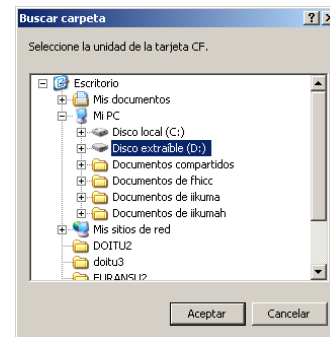 Buscar carpeta
Seleccione la unidad de la tarjeta CF.
Escritorio
Mis documentos
Mi PC
Disco local (C:)
Disco extraíble (D:)
Documentos compartidos
Documentos de fhicc
Documentos de iikuma
Documentos de iikumah
Mis sitios de red
DOITU2
doitu3
EURANSU2
Aceptar
Cancelar